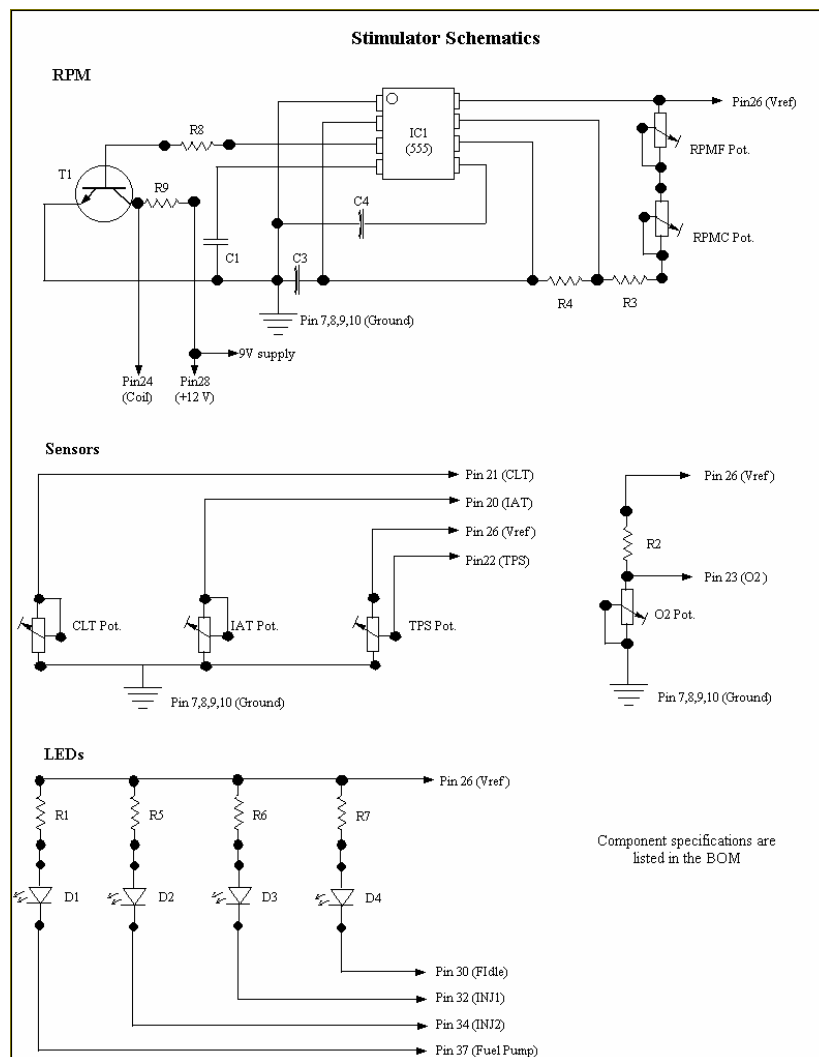 Stimulator Schematics
RPM
IC1
(555)
Pin26 (Vref)
R8
RPMF Pot.
T1
R9
C4
RPMC Pot.
C1
C3
R4
R3
Pin 7,8,9,10 (Ground)
9V supply
Pin24
(Coil)
Pin28
(+12 V)
Sensors
Pin 21 (CLT)
Pin 20 (IAT)
Pin 26 (Vref)
Pin22 (TPS)
Pin 26 (Vref)
R2
Pin 23 (O2)
CLT Pot.
IAT Pot.
TPS Pot.
O2 Pot.
Pin 7,8,9,10 (Ground)
Pin 7,8,9,10 (Ground)
LEDs
Pin 26 (Vref)
R1
R5
R6
R7
Component specifications are
listed in the BOM
D1
D2
D3
D4
Pin 30 (FIdle)
Pin 32 (INJ1)
Pin 34 (INJ2)
Pin 37 (Fuel Pump)